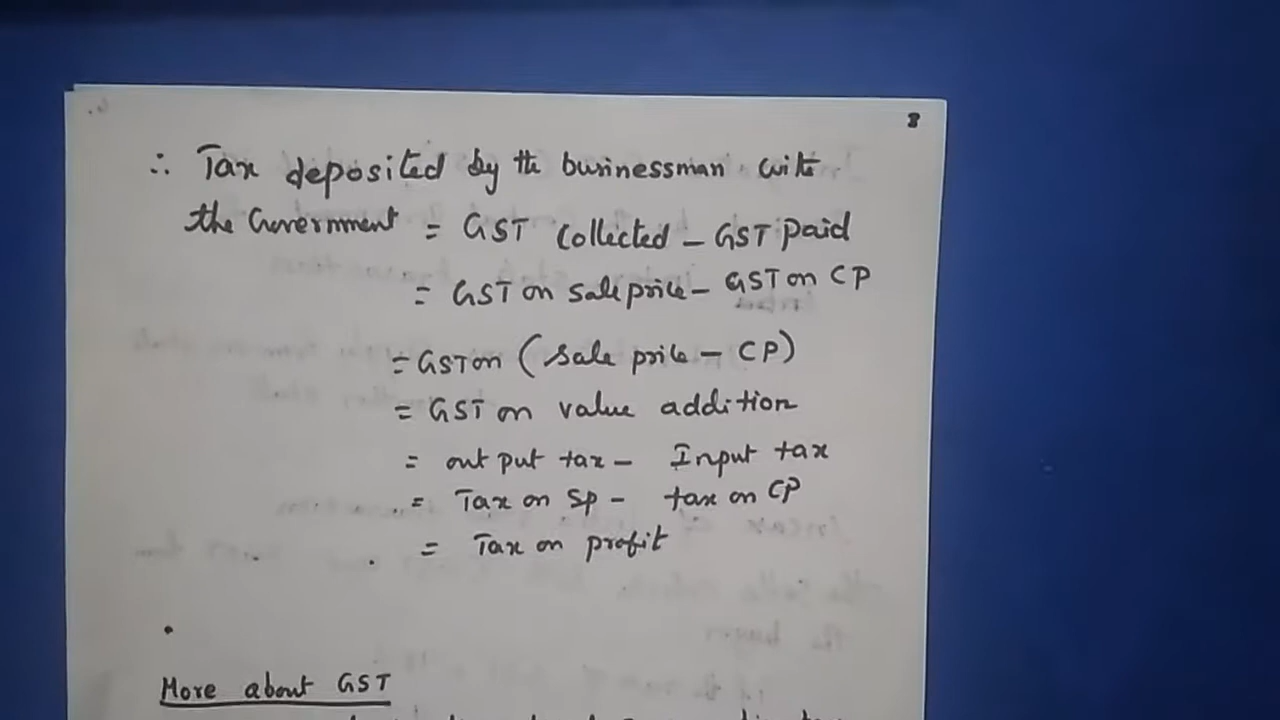 8
∴ Tax deposited by the businessman with
the Government = GST collected - GST paid
= GST on sale price - GST on CP
= GST on (sale price - CP)
= GST on value addition
= out put tax - Input tax
= Tax on SP - tax on CP
= Tax on profit
More about GST